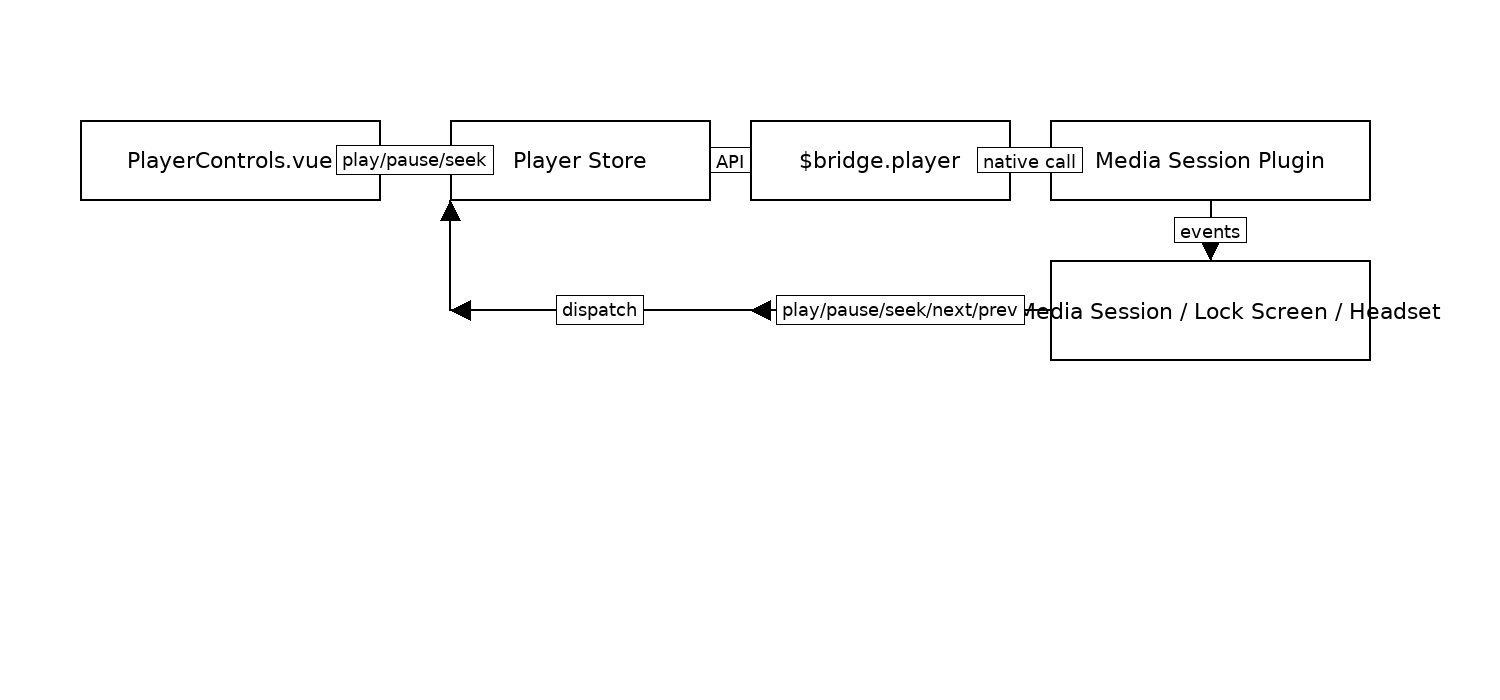 PlayerControls.vue
play/pause/seek
Player Store
API
$bridge.player
native call
Media Session Plugin
events
dispatch
play/pause/seek/next/prev
Media Session / Lock Screen / Headset